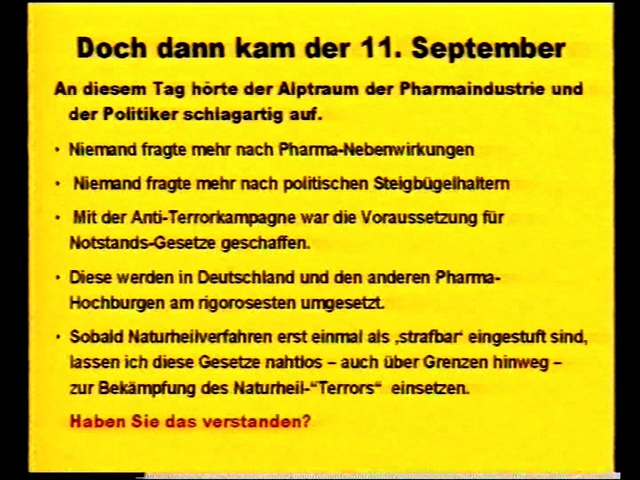 Doch dann kam der 11. September
An diesem Tag hörte der Alptraum der Pharmaindustrie und
der Politiker schlagartig auf.
• Niemand fragte mehr nach Pharma-Nebenwirkungen
• Niemand fragte mehr nach politischen Steigbügelhaltern
• Mit der Anti-Terrorkampagne war die Voraussetzung für
Notstands-Gesetze geschaffen.
• Diese werden in Deutschland und den anderen Pharma-
Hochburgen am rigorosesten umgesetzt.
• Sobald Naturheilverfahren erst einmal als ‚strafbar' eingestuft sind,
lassen ich diese Gesetze nahtlos – auch über Grenzen hinweg –
zur Bekämpfung des Naturheil-“Terrors“ einsetzen.
Haben Sie das verstanden?